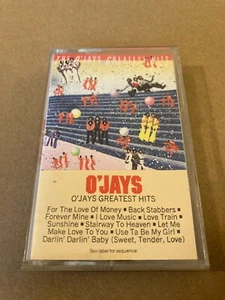 O'JAYS
O'JAYS GREATEST HITS
For The Love Of Money ▪ Back Stabbers ▪
Forever Mine ▪ I Love Music ▪ Love Train ▪
Sunshine ▪ Stairway To Heaven ▪ Let Me
Make Love To You ▪ Use Ta Be My Girl ▪
Darlin' Darlin' Baby (Sweet, Tender, Love)
See label for sequence